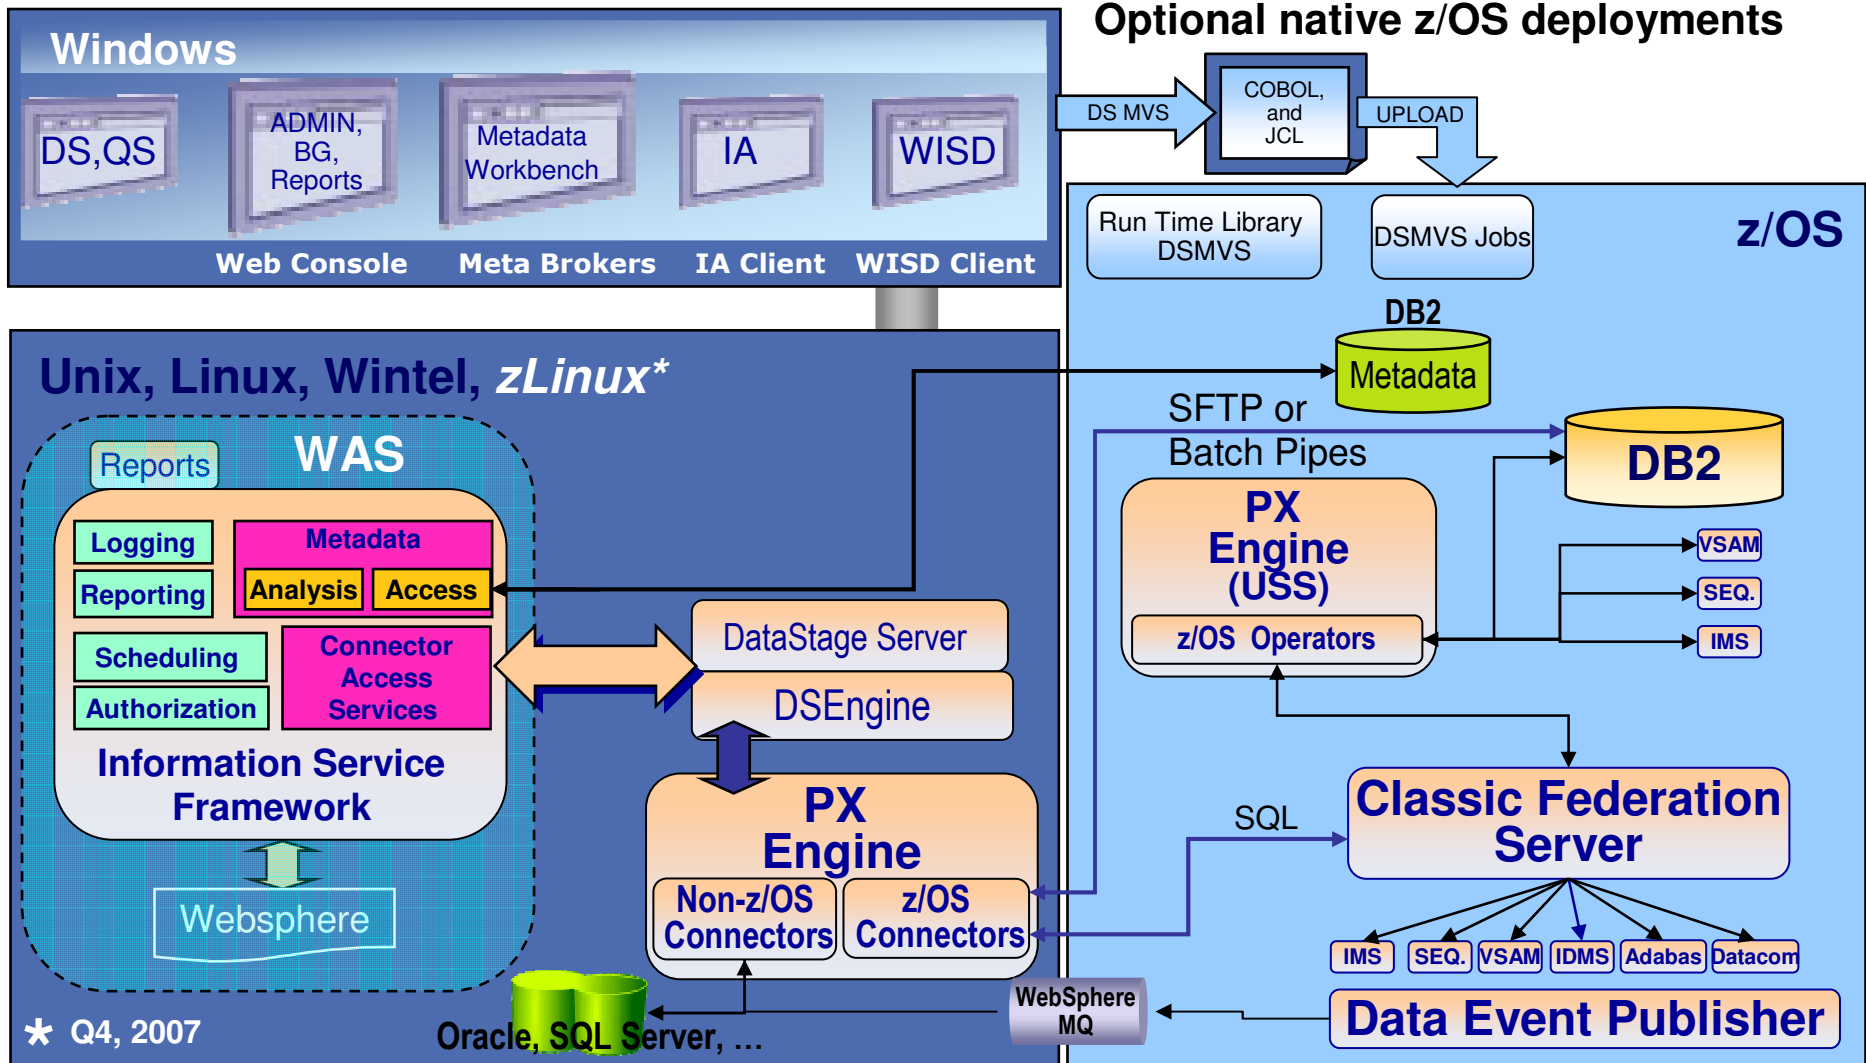 Optional native z/OS deployments
Windows
DS,QS
ADMIN,
BG,
Reports
Metadata
Workbench
IA
WISD
Web Console
Meta Brokers
IA Client
WISD Client
DS MVS
COBOL,
and
JCL
UPLOAD
z/OS
Run Time Library
DSMVS
DSMVS Jobs
DB2
Metadata
Unix, Linux, Wintel, zLinux*
WAS
Reports
Logging
Reporting
Metadata
Analysis
Access
Scheduling
Authorization
Connector
Access
Services
Information Service
Framework
Websphere
DataStage Server
DSEngine
PX
Engine
Non-z/OS
Connectors
z/OS
Connectors
Oracle, SQL Server, ...
* Q4, 2007
SFTP or
Batch Pipes
DB2
PX
Engine
(USS)
z/OS Operators
VSAM
SEQ.
IMS
SQL
Classic Federation
Server
IMS
SEQ.
VSAM
IDMS
Adabas
Datacom
WebSphere
MQ
Data Event Publisher